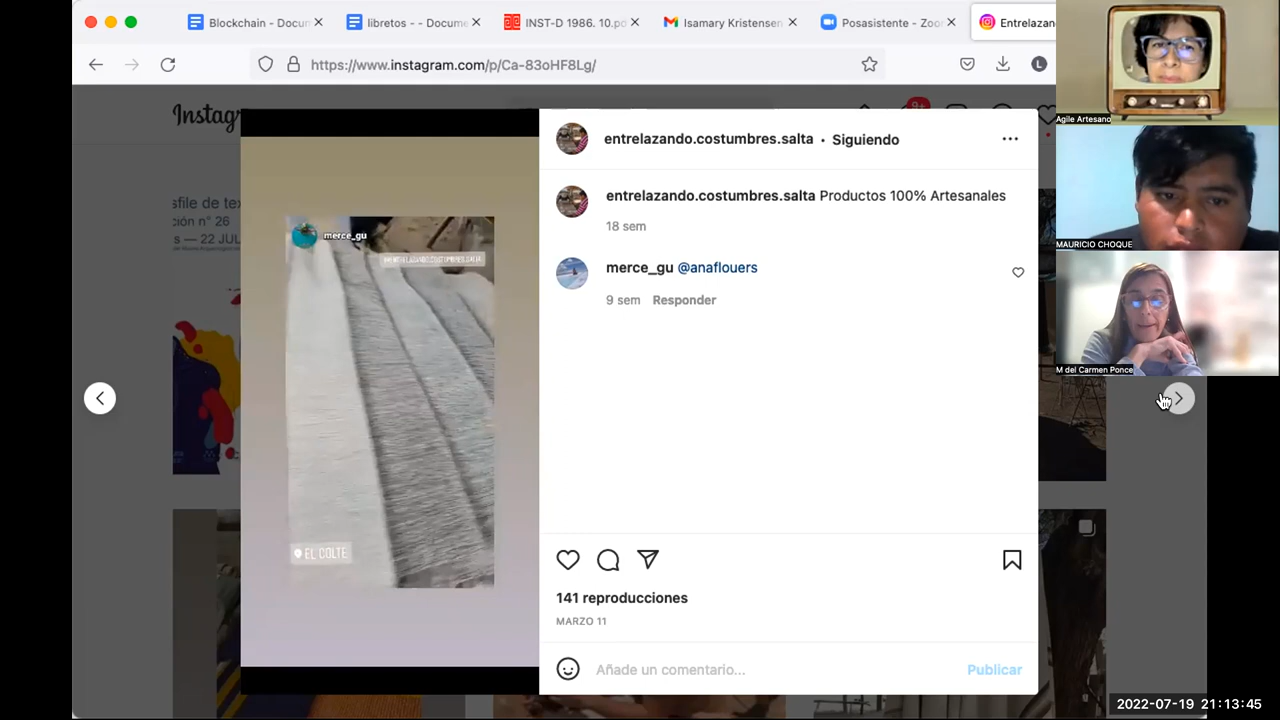 Blockchain - Docum
libretos - - Docume
INST-D 1986. 10.pd
Isamary Kristensen
Posasistente - Zoo
Entrelazando
https://www.instagram.com/p/Ca-83oHF8Lg/
L
Instag
9+
entrelazando.costumbres.salta • Siguiendo
entrelazando.costumbres.salta Productos 100% Artesanales
18 sem
merce_gu @anaflouers
9 sem Responder
sfile de tex
ción n° 26
s — 22 JUL
merce_gu
@ENTRELAZANDO.COSTUMBRES.SALTA
EL COLTE
141 reproducciones
MARZO 11
Añade un comentario...
Publicar
Agile Artesano
MAURICIO CHOQUE
M del Carmen Ponce
2022-07-19 21:13:45